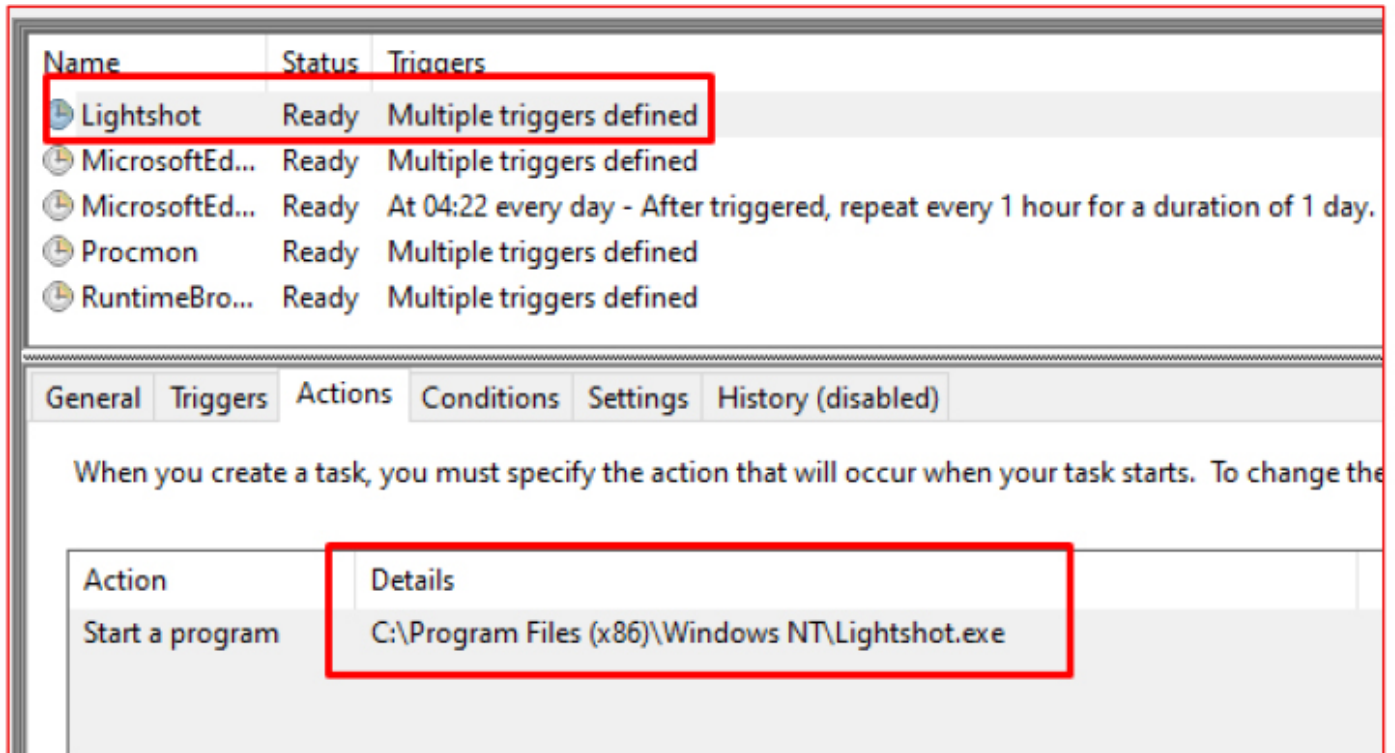 Name Status Triggers
Lightshot Ready Multiple triggers defined
MicrosoftEd... Ready Multiple triggers defined
MicrosoftEd... Ready At 04:22 every day - After triggered, repeat every 1 hour for a duration of 1 day.
Procmon Ready Multiple triggers defined
RuntimeBro... Ready Multiple triggers defined
General Triggers Actions Conditions Settings History (disabled)
When you create a task, you must specify the action that will occur when your task starts. To change the
Action Details
Start a program C:\Program Files (x86)\Windows NT\Lightshot.exe